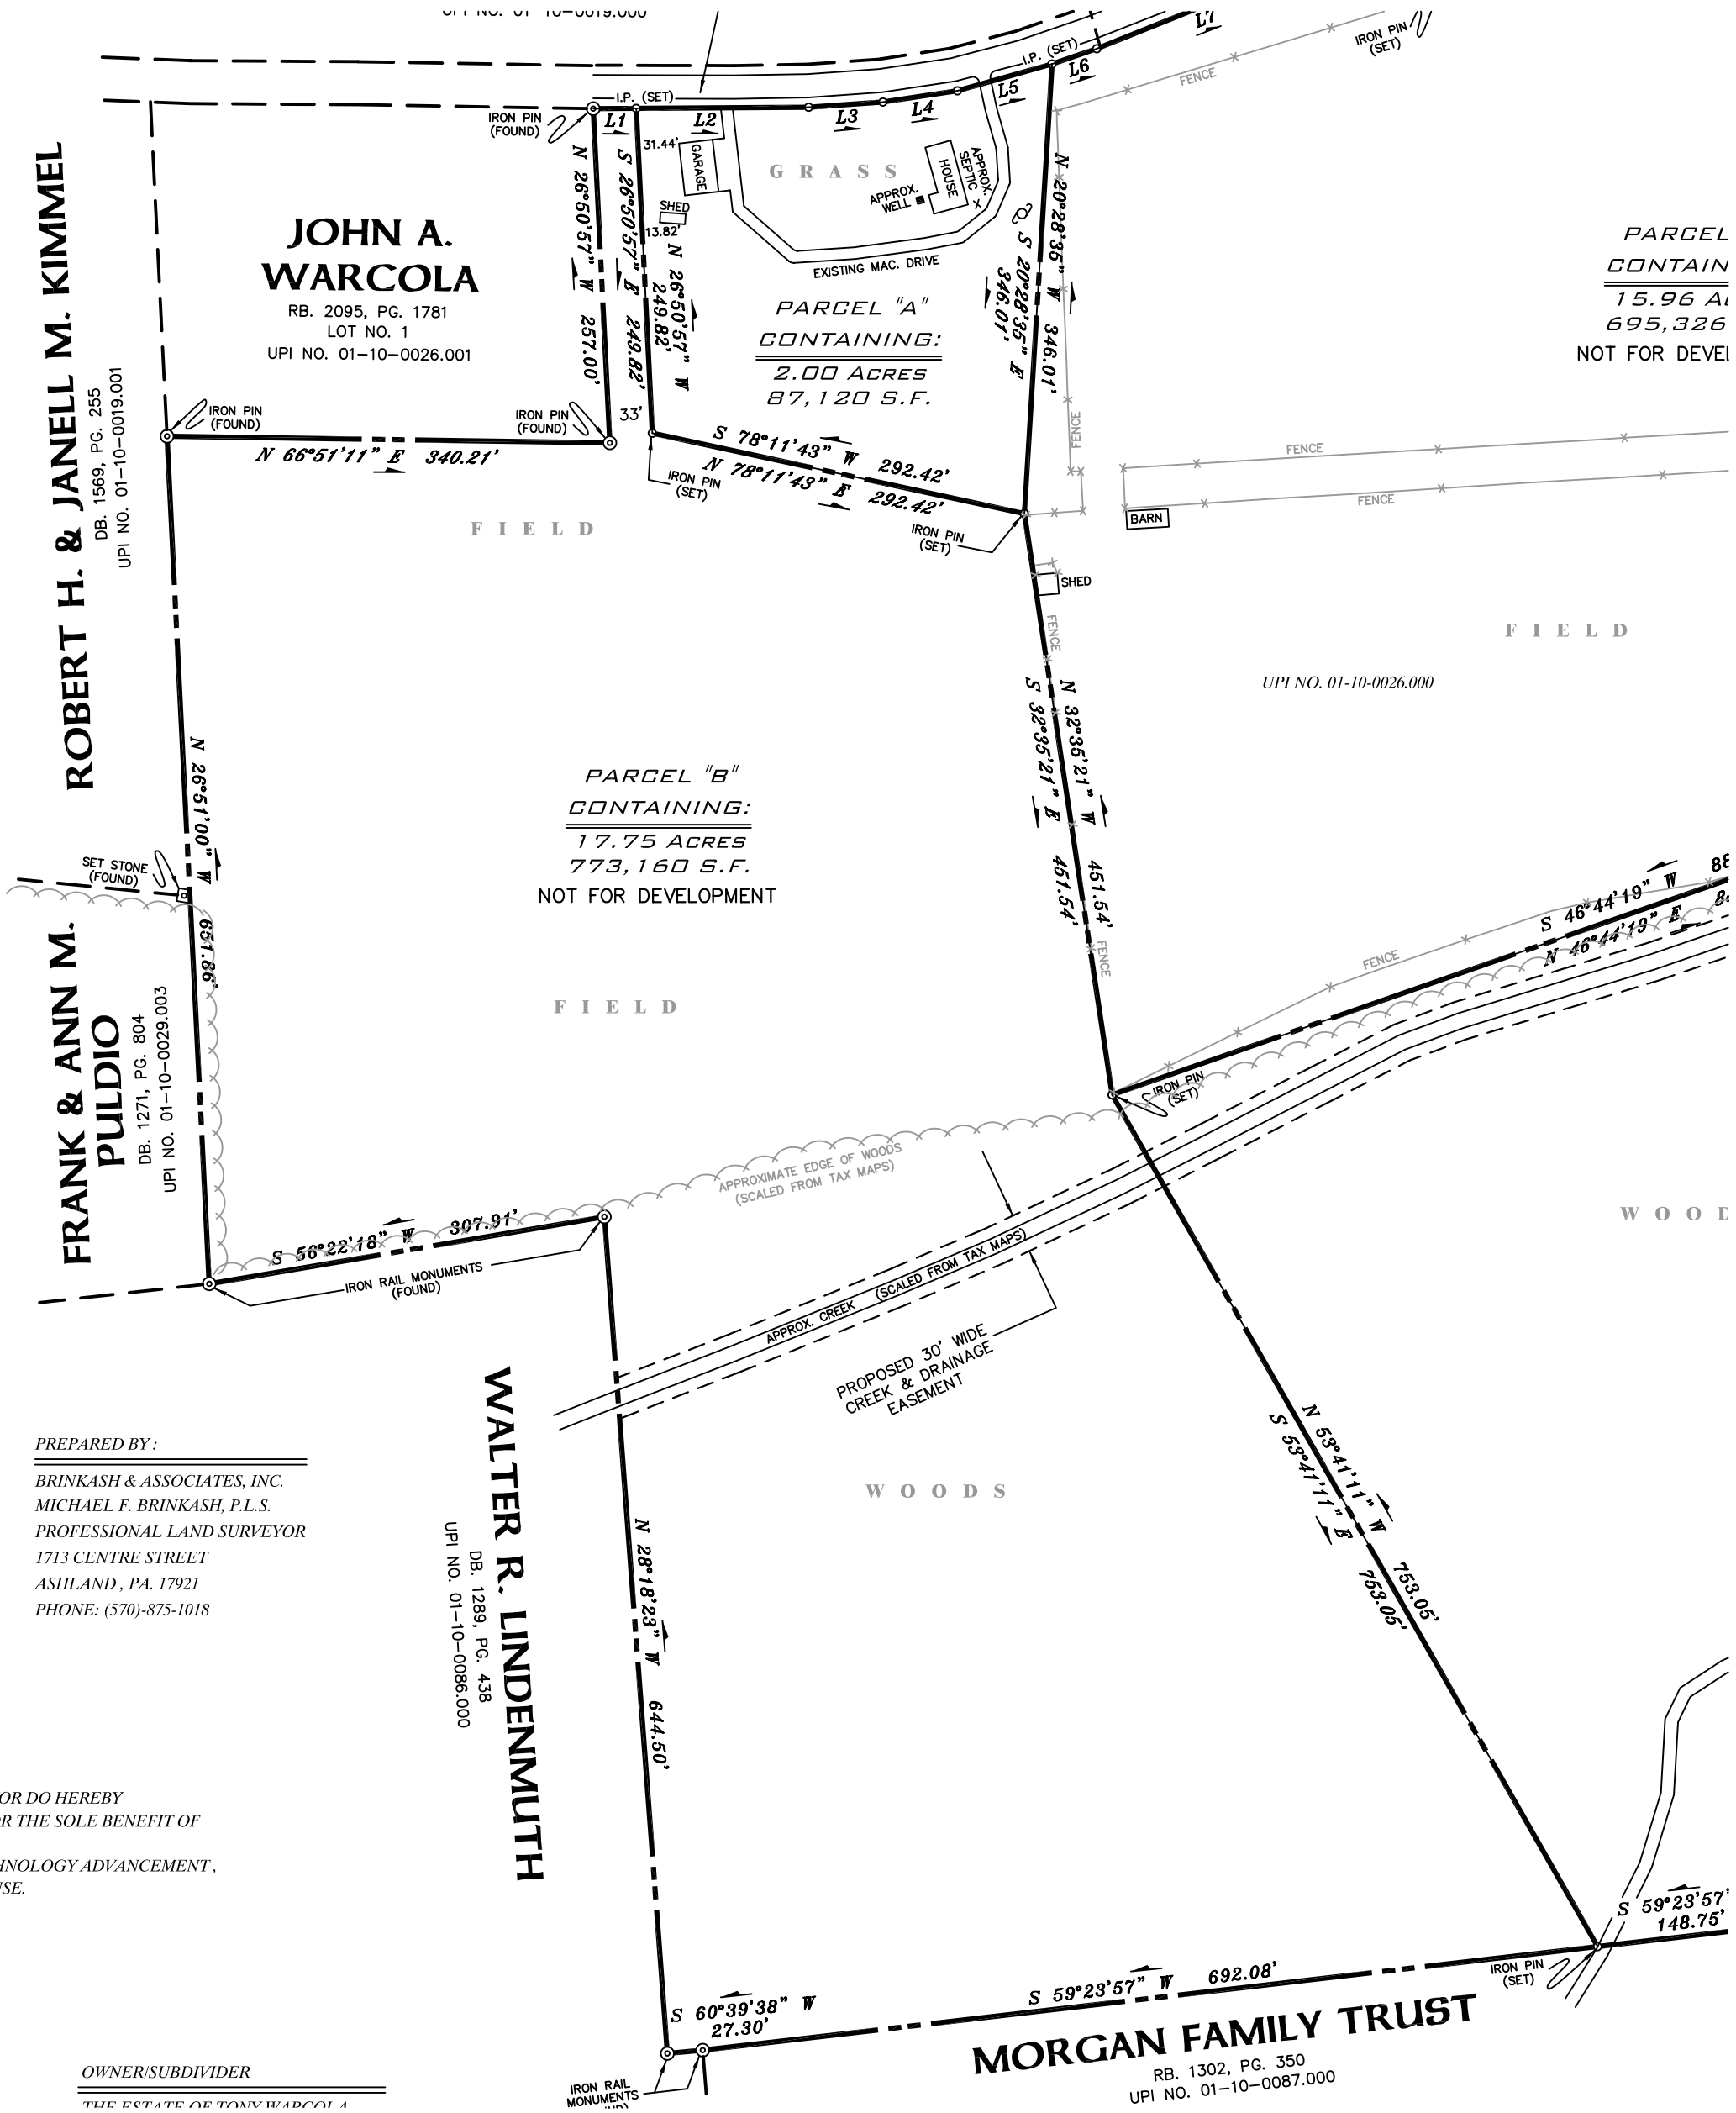 UPI NO. 01-10-0019.000
L7
IRON PIN
(SET)
FENCE
I.P. (SET)
L6
L5
I.P. (SET)
IRON PIN
(FOUND)
L1
L2
L3
L4
31.44'
GARAGE
GRASS
HOUSE
APPROX.
SEPTIC
APPROX.
WELL
SHED
13.82'
EXISTING MAC. DRIVE
N 26°50'57" W 257.00'
S 26°50'57" E 249.82'
N 26°50'57" W
249.82'
N 20°28'35" W 346.01'
S 20°28'35" E
346.01'
ROBERT H. & JANELL M. KIMMEL
DB. 1569, PG. 255
UPI NO. 01-10-0019.001
JOHN A.
WARCOLA
RB. 2095, PG. 1781
LOT NO. 1
UPI NO. 01-10-0026.001
PARCEL "A"
CONTAINING:
2.00 ACRES
87,120 S.F.
PARCEL
CONTAIN
15.96 A
695,326
NOT FOR DEVE
IRON PIN
(FOUND)
IRON PIN
(FOUND)
33'
N 66°51'11" E 340.21'
S 78°11'43" W 292.42'
N 78°11'43" E 292.42'
IRON PIN
(SET)
IRON PIN
(SET)
FENCE
FENCE
FENCE
BARN
FIELD
SHED
FENCE
FIELD
UPI NO. 01-10-0026.000
N 32°35'21" W 451.54'
S 32°35'21" E 451.54'
FENCE
PARCEL "B"
CONTAINING:
17.75 ACRES
773,160 S.F.
NOT FOR DEVELOPMENT
N 26°51'00" W 651.86'
SET STONE
(FOUND)
FRANK & ANN M.
PULDIO
DB. 1271, PG. 804
UPI NO. 01-10-0029.003
FIELD
S 46°44'19" W 88
N 46°44'19" E 8
FENCE
IRON PIN
(SET)
APPROXIMATE EDGE OF WOODS
(SCALED FROM TAX MAPS)
WOOD
S 56°22'18" W 307.91'
IRON RAIL MONUMENTS
(FOUND)
APPROX. CREEK (SCALED FROM TAX MAPS)
PROPOSED 30' WIDE
CREEK & DRAINAGE
EASEMENT
WALTER R. LINDENMUTH
DB. 1289, PG. 438
UPI NO. 01-10-0086.000
WOODS
N 53°41'11" W 753.05'
S 53°41'11" E 753.05'
PREPARED BY :
BRINKASH & ASSOCIATES, INC.
MICHAEL F. BRINKASH, P.L.S.
PROFESSIONAL LAND SURVEYOR
1713 CENTRE STREET
ASHLAND , PA. 17921
PHONE: (570)-875-1018
N 28°18'23" W 644.50'
OR DO HEREBY
R THE SOLE BENEFIT OF
HNOLOGY ADVANCEMENT ,
SE.
S 59°23'57"
148.75'
IRON PIN
(SET)
S 59°23'57" W 692.08'
S 60°39'38" W
27.30'
MORGAN FAMILY TRUST
RB. 1302, PG. 350
UPI NO. 01-10-0087.000
IRON RAIL
MONUMENTS
OWNER/SUBDIVIDER
THE ESTATE OF TONY WARCOLA